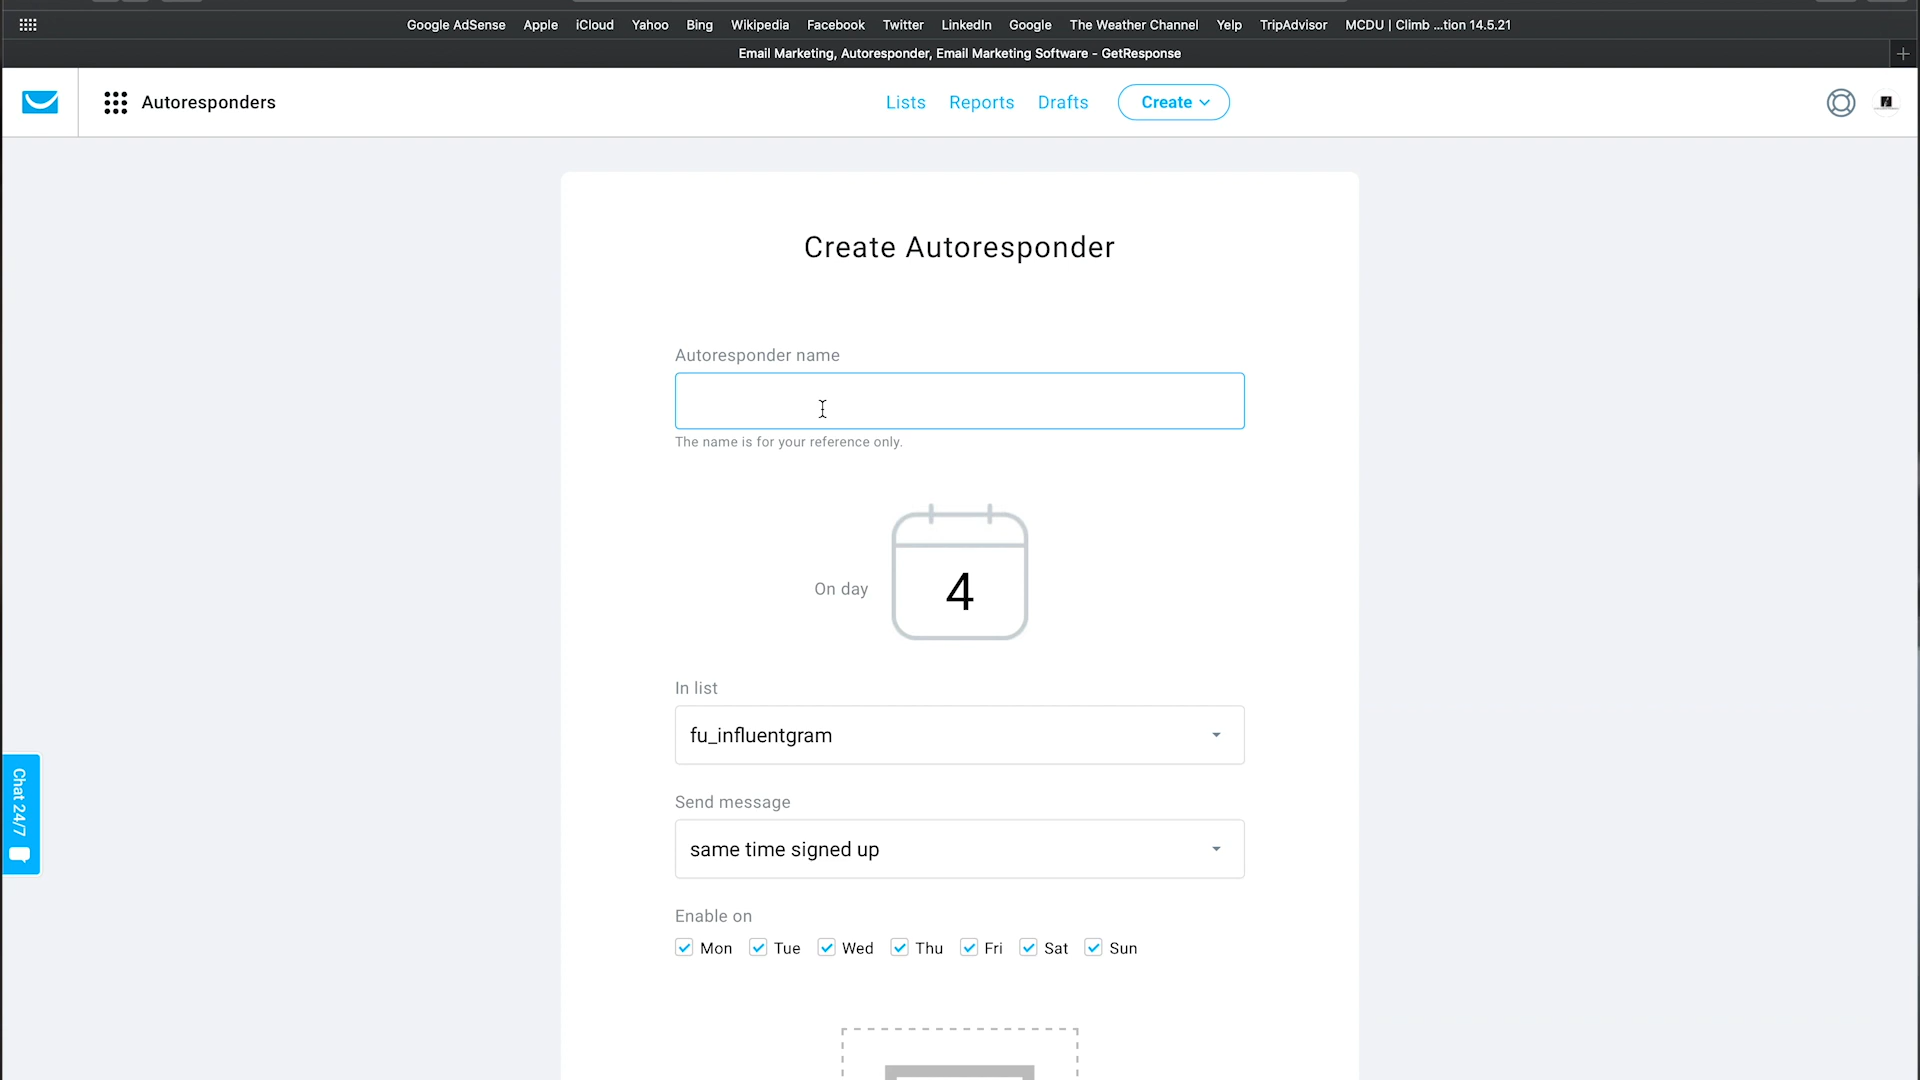 Google AdSense Apple iCloud Yahoo Bing Wikipedia Facebook Twitter LinkedIn Google The Weather Channel Yelp TripAdvisor MCDU | Climb ...tion 14.5.21
Email Marketing, Autoresponder, Email Marketing Software - GetResponse
Autoresponders Lists Reports Drafts Create
Create Autoresponder
Autoresponder name
The name is for your reference only.
On day 4
In list
fu_influentgram
Send message
same time signed up
Enable on
Mon Tue Wed Thu Fri Sat Sun
Chat 24/7